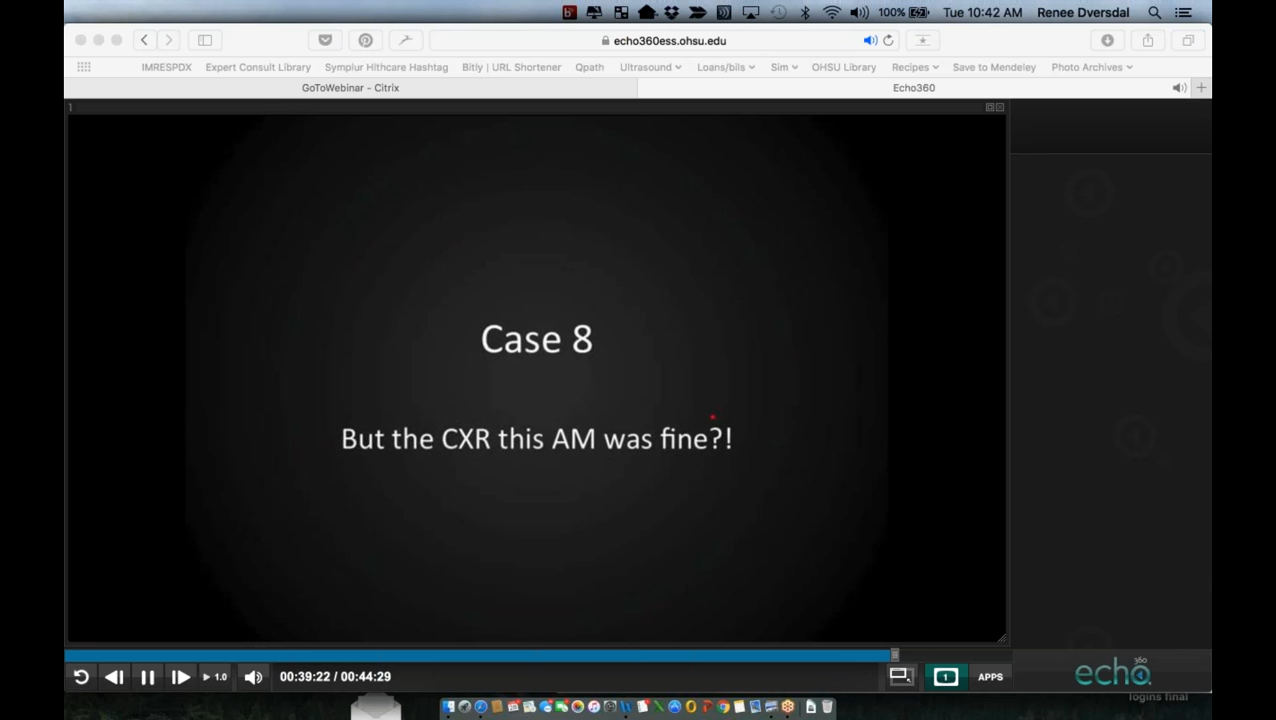 100%
Tue 10:42 AM
Renee Dversdal
echo360ess.ohsu.edu
IMRESPDX
Expert Consult Library
Symplur Hlthcare Hashtag
Bitly | URL Shortener
Qpath
Ultrasound
Loans/bils
Sim
OHSU Library
Recipes
Save to Mendeley
Photo Archives
GoToWebinar - Citrix
Echo360
1
Case 8
But the CXR this AM was fine?!
1.0
00:39:22 / 00:44:29
1
APPS
echo
360
logins final